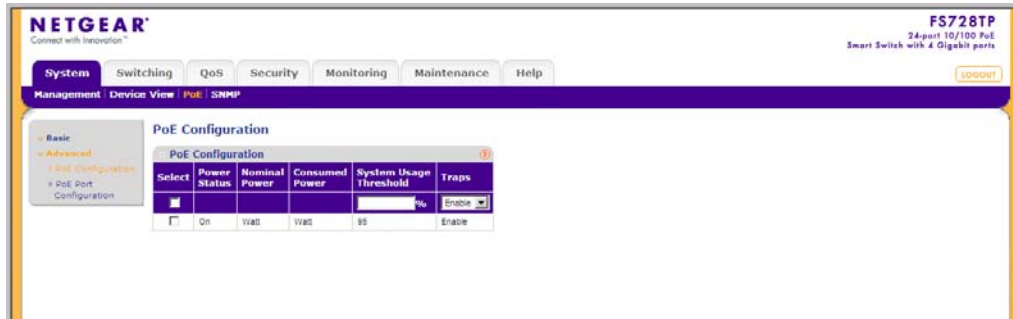 NETGEAR
Connect with Innovation™
FS728TP
24-port 10/100 PoE
Smart Switch with 4 Gigabit ports
System Switching QoS Security Monitoring Maintenance Help
LOGOUT
Management Device View PoE SNMP
Basic
Advanced
PoE Configuration
PoE Port
Configuration
PoE Configuration
PoE Configuration
Select Power Status Nominal Power Consumed Power System Usage Threshold Traps
% Enable
On Watt Watt 95 Enable